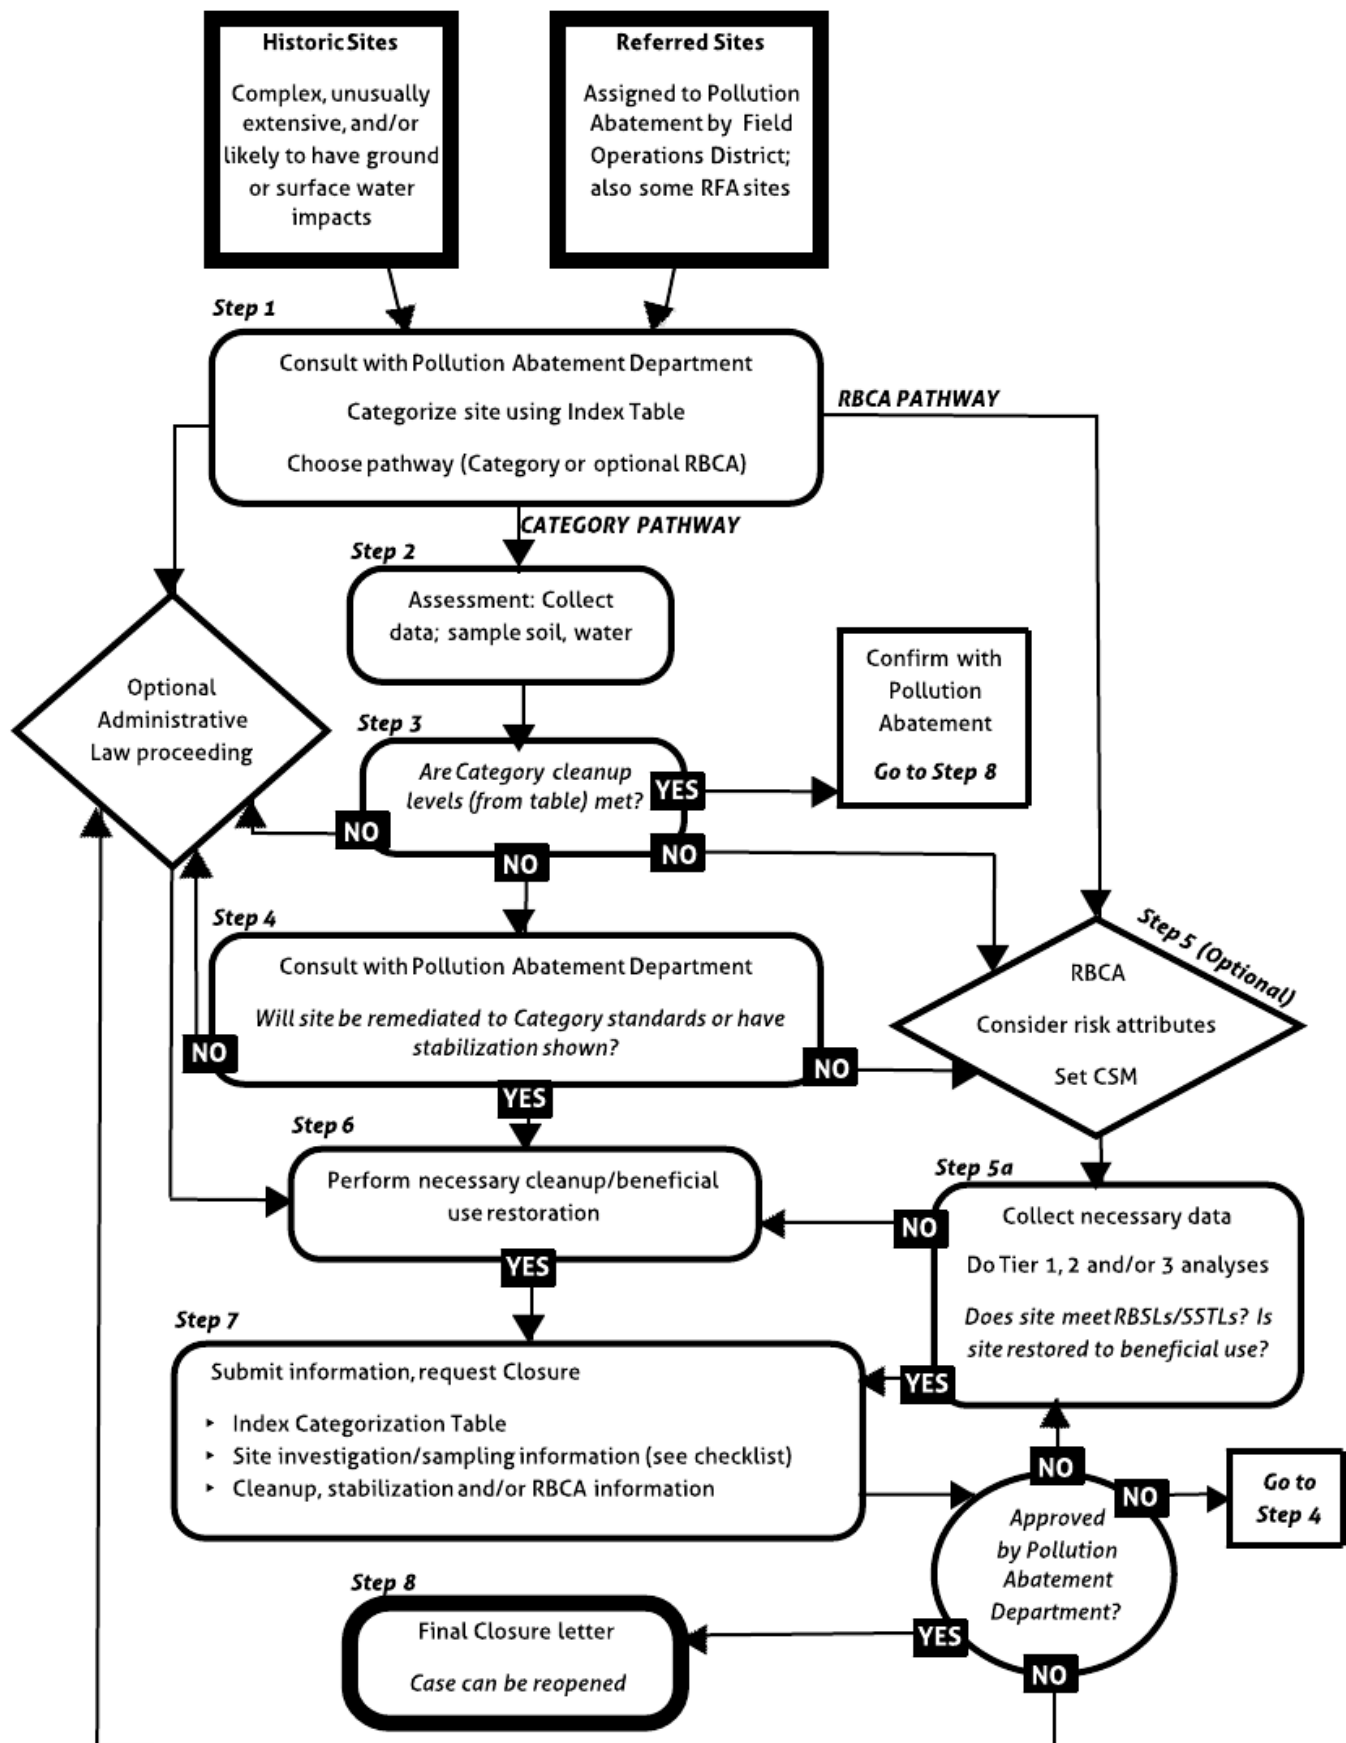 Historic Sites
Complex, unusually
extensive, and/or
likely to have ground
or surface water
impacts
Referred Sites
Assigned to Pollution
Abatement by Field
Operations District;
also some RFA sites
Step 1
Consult with Pollution Abatement Department
Categorize site using Index Table
Choose pathway (Category or optional RBCA)
RBCA PATHWAY
CATEGORY PATHWAY
Step 2
Assessment: Collect
data; sample soil, water
Optional
Administrative
Law proceeding
Confirm with
Pollution
Abatement
Go to Step 8
Step 3
Are Category cleanup
levels (from table) met?
YES
NO
NO
NO
Step 4
Consult with Pollution Abatement Department
Will site be remediated to Category standards or have
stabilization shown?
NO
NO
YES
Step 5 (Optional)
RBCA
Consider risk attributes
Set CSM
Step 6
Perform necessary cleanup/beneficial
use restoration
YES
Step 5a
Collect necessary data
Do Tier 1, 2 and/or 3 analyses
Does site meet RBSLs/SSTLs? Is
site restored to beneficial use?
NO
YES
Step 7
Submit information, request Closure
‣ Index Categorization Table
‣ Site investigation/sampling information (see checklist)
‣ Cleanup, stabilization and/or RBCA information
NO
NO
Go to
Step 4
Approved
by Pollution
Abatement
Department?
YES
NO
Step 8
Final Closure letter
Case can be reopened